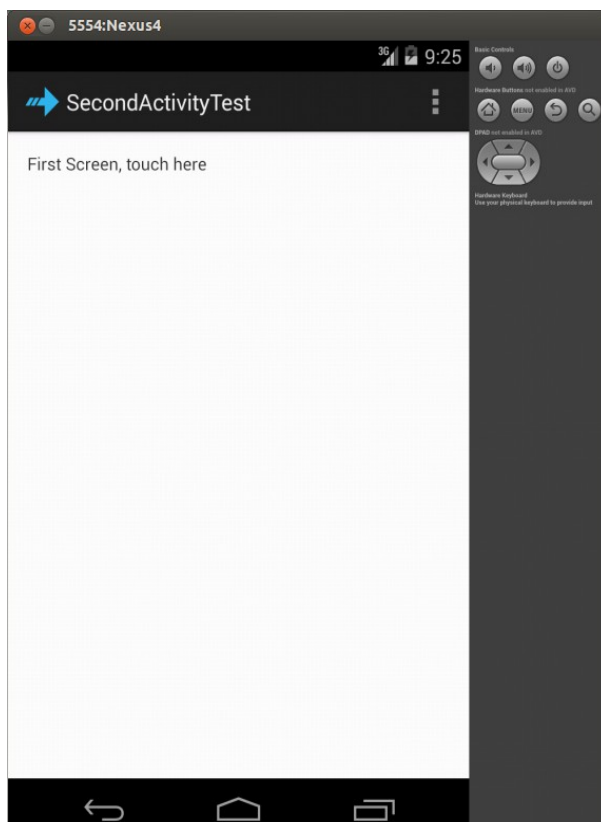 5554:Nexus4
3G 9:25
SecondActivityTest
First Screen, touch here
Basic Controls
Hardware Buttons not enabled in AVD
MENU
DPAD not enabled in AVD
Hardware Keyboard
Use your physical keyboard to provide input